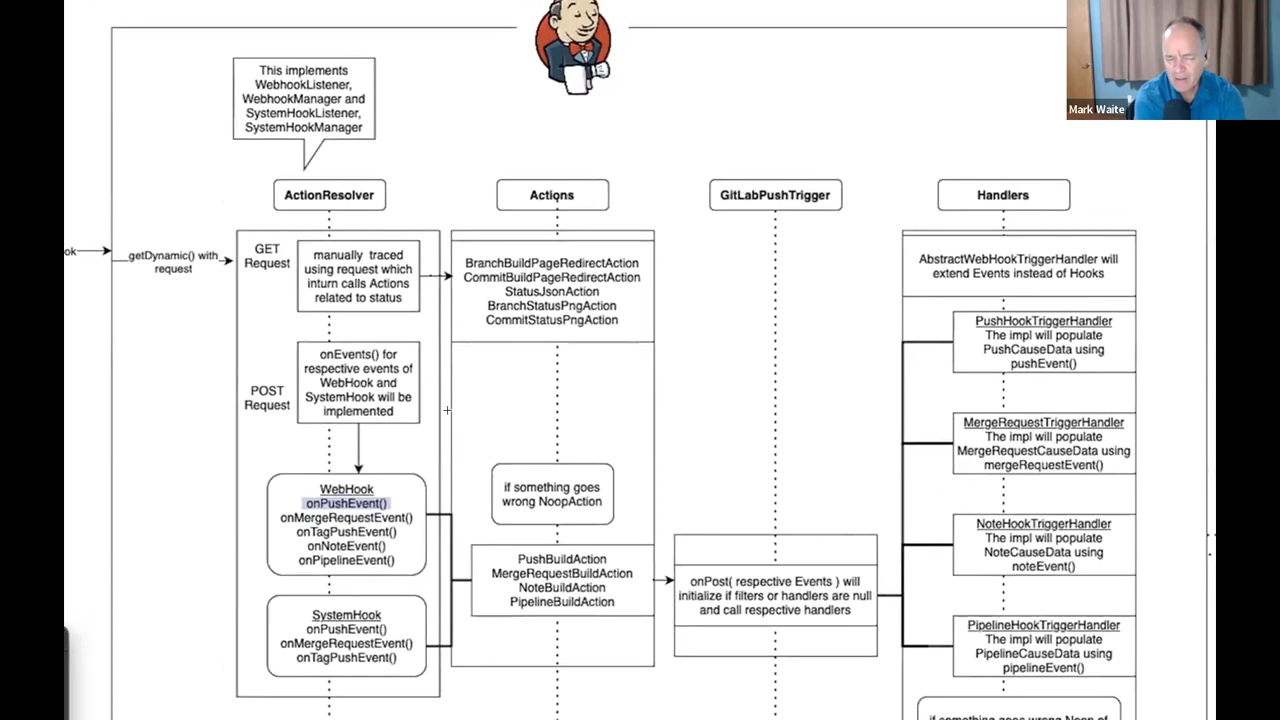 Mark Waite
This implements
WebhookListener,
WebhookManager and
SystemHookListener,
SystemHookManager
ActionResolver
Actions
GitLabPushTrigger
Handlers
ok
getDynamic() with
request
GET
Request
manually traced
using request which
inturn calls Actions
related to status
POST
Request
onEvents() for
respective events of
WebHook and
SystemHook will be
implemented
WebHook
onPushEvent()
onMergeRequestEvent()
onTagPushEvent()
onNoteEvent()
onPipelineEvent()
SystemHook
onPushEvent()
onMergeRequestEvent()
onTagPushEvent()
BranchBuildPageRedirectAction
CommitBuildPageRedirectAction
StatusJsonAction
BranchStatusPngAction
CommitStatusPngAction
if something goes
wrong NoopAction
PushBuildAction
MergeRequestBuildAction
NoteBuildAction
PipelineBuildAction
onPost( respective Events ) will
initialize if filters or handlers are null
and call respective handlers
AbstractWebHookTriggerHandler will
extend Events instead of Hooks
PushHookTriggerHandler
The impl will populate
PushCauseData using
pushEvent()
MergeRequestTriggerHandler
The impl will populate
MergeRequestCauseData using
mergeRequestEvent()
NoteHookTriggerHandler
The impl will populate
NoteCauseData using
noteEvent()
PipelineHookTriggerHandler
The impl will populate
PipelineCauseData using
pipelineEvent()
if something goes wrong Noop of